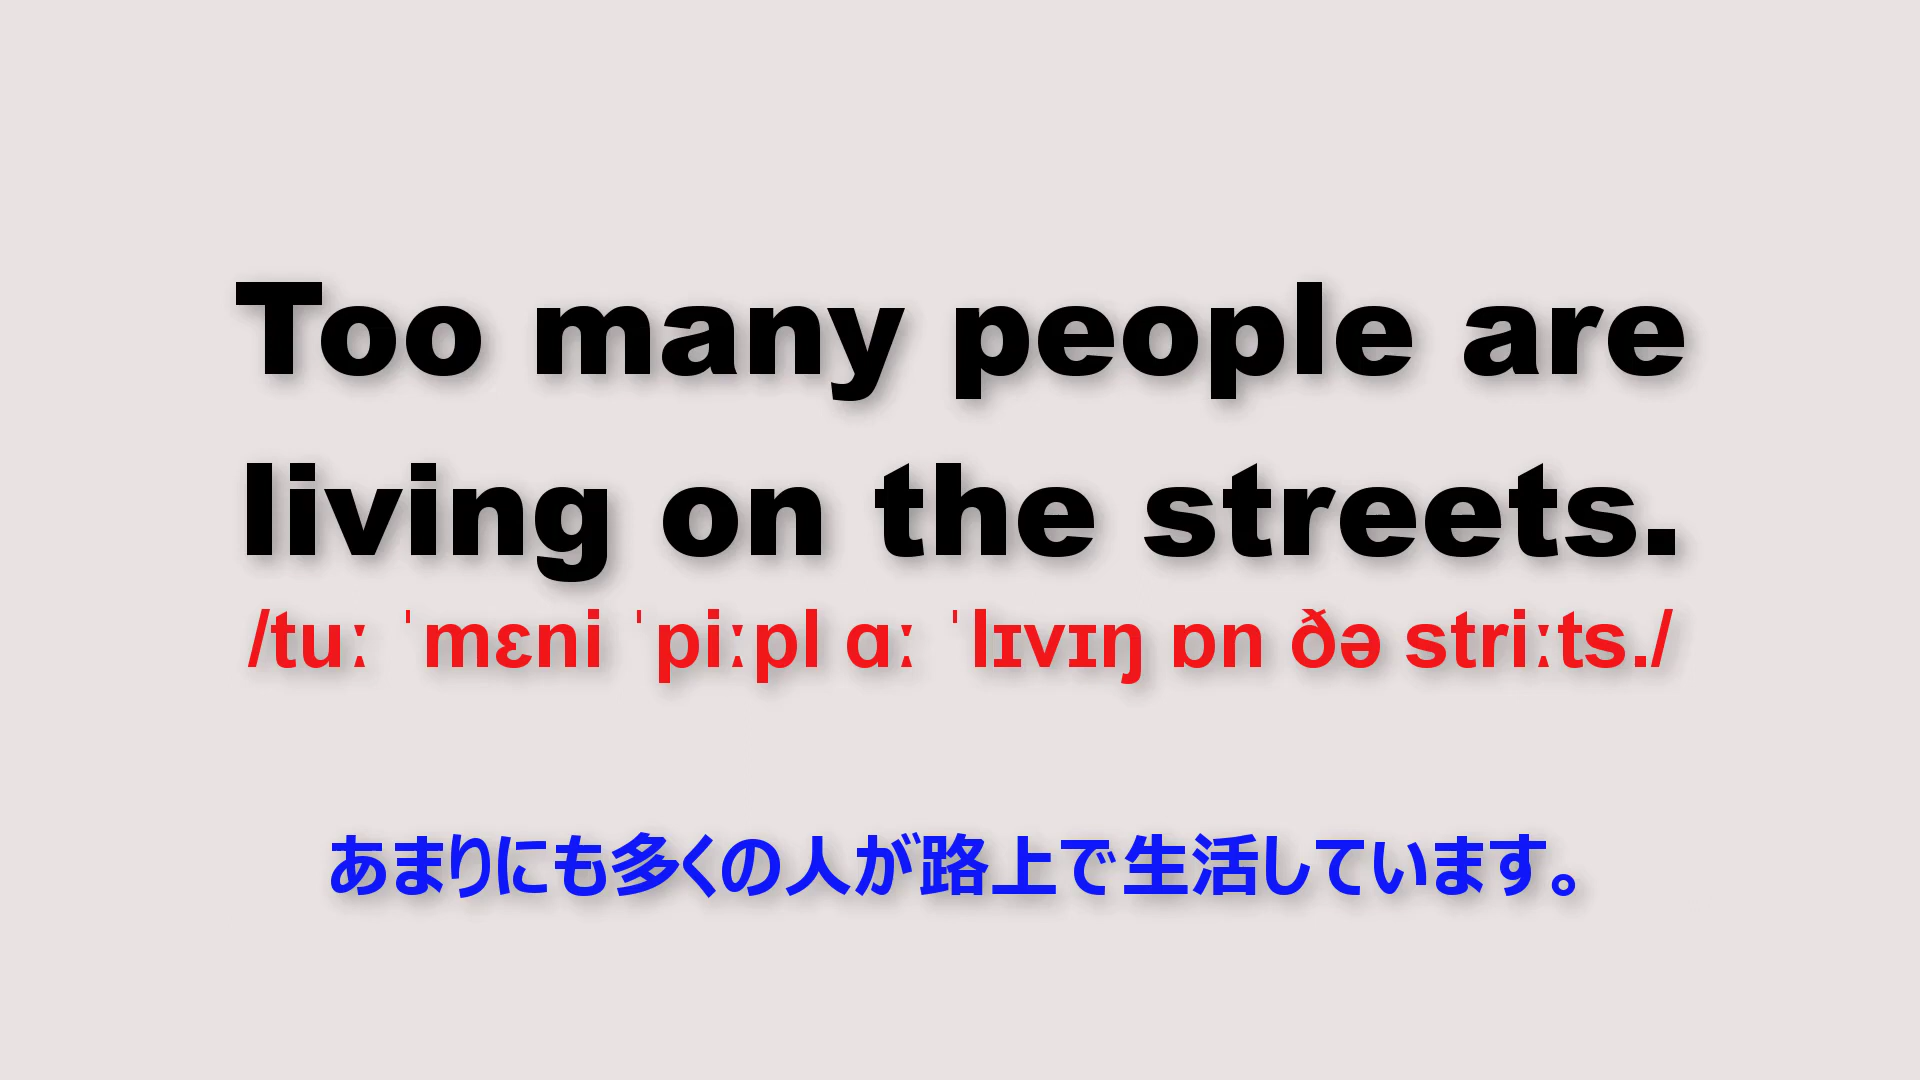 Too many people are
living on the streets.
/tuː ˈmɛni ˈpiːpl ɑː ˈlɪvɪŋ ɒn ðə striːts./
あまりにも多くの人が路上で生活しています。